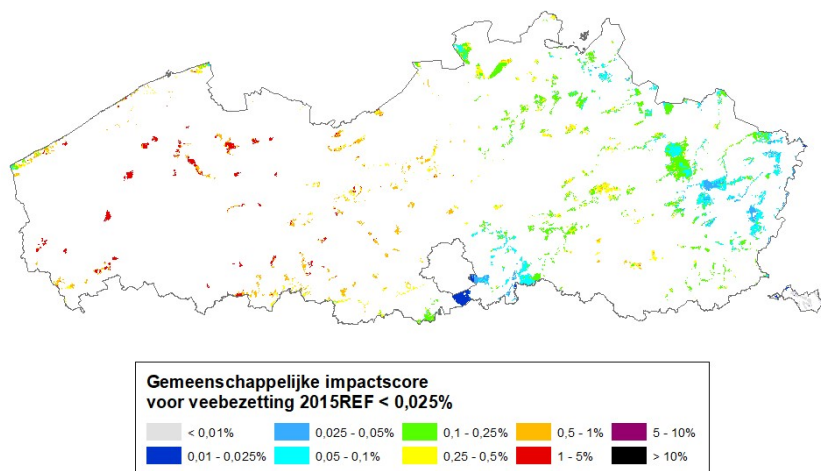 Gemeenschappelijke impactscore
voor veebezetting 2015REF < 0,025%
< 0,01% 0,025 - 0,05% 0,1 - 0,25% 0,5 - 1% 5 - 10%
0,01 - 0,025% 0,05 - 0,1% 0,25 - 0,5% 1 - 5% > 10%